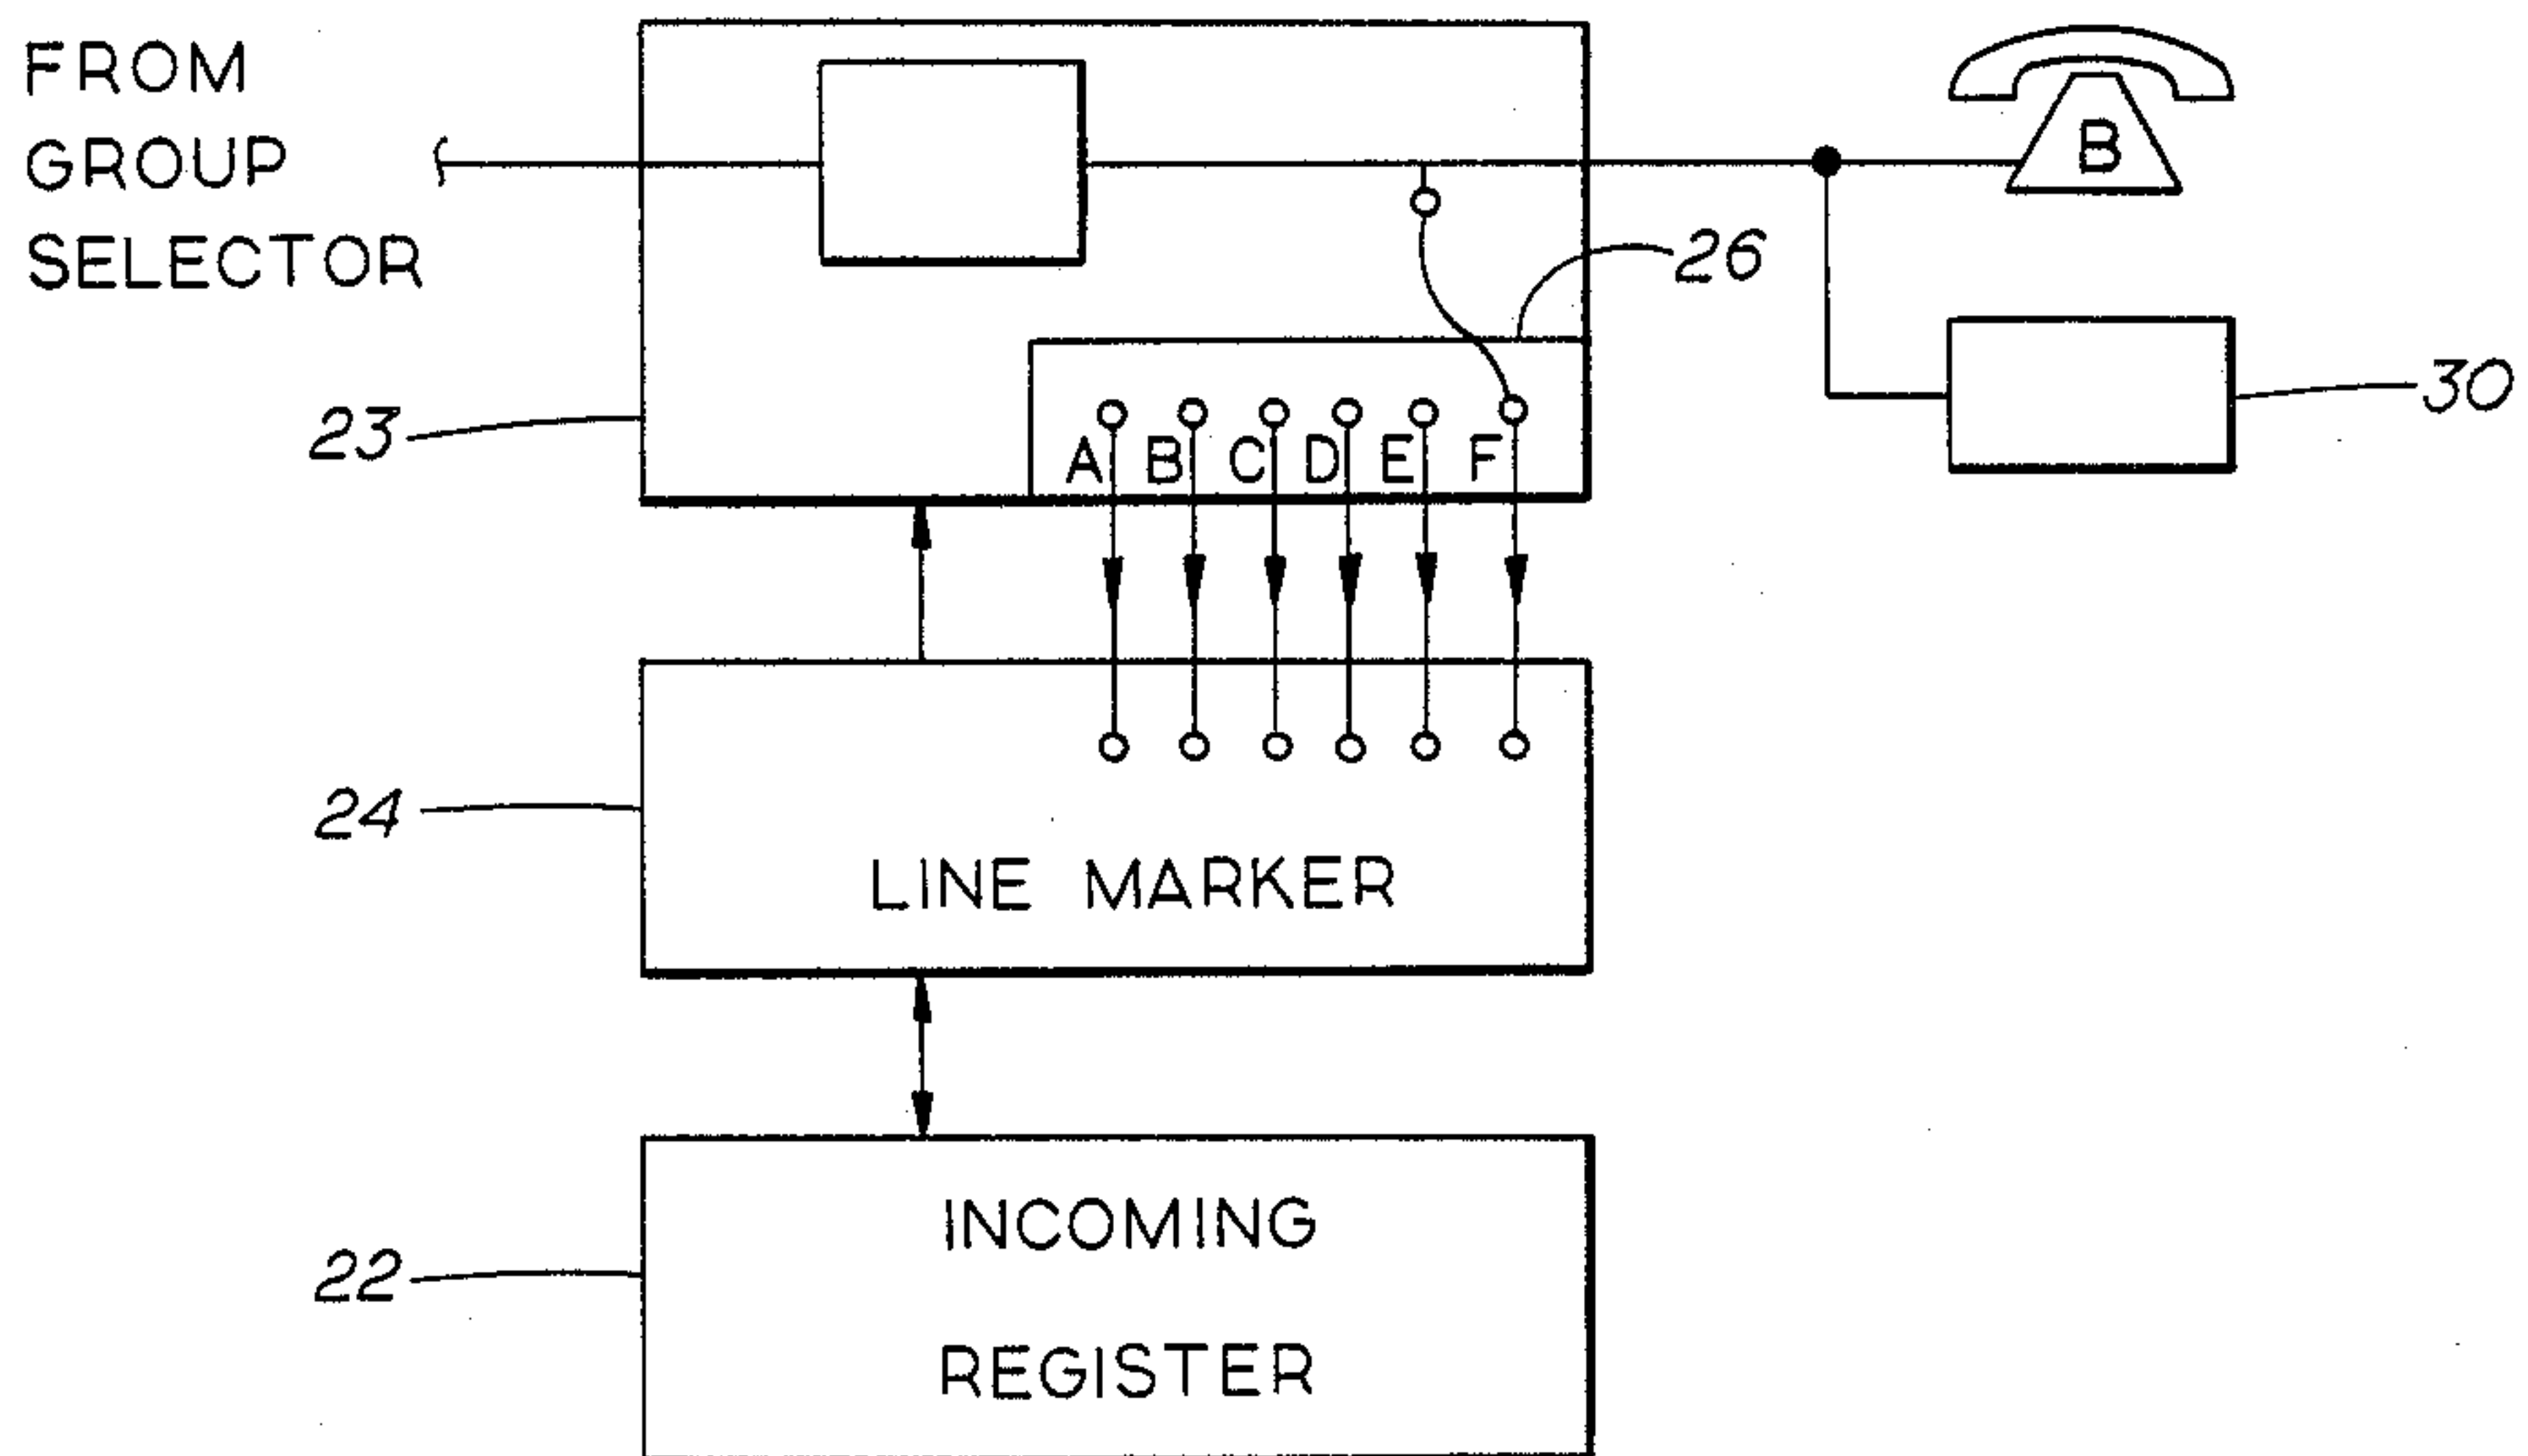 FROM
GROUP
SELECTOR
B
26
30
23
A B C D E F
24
LINE MARKER
22
INCOMING
REGISTER